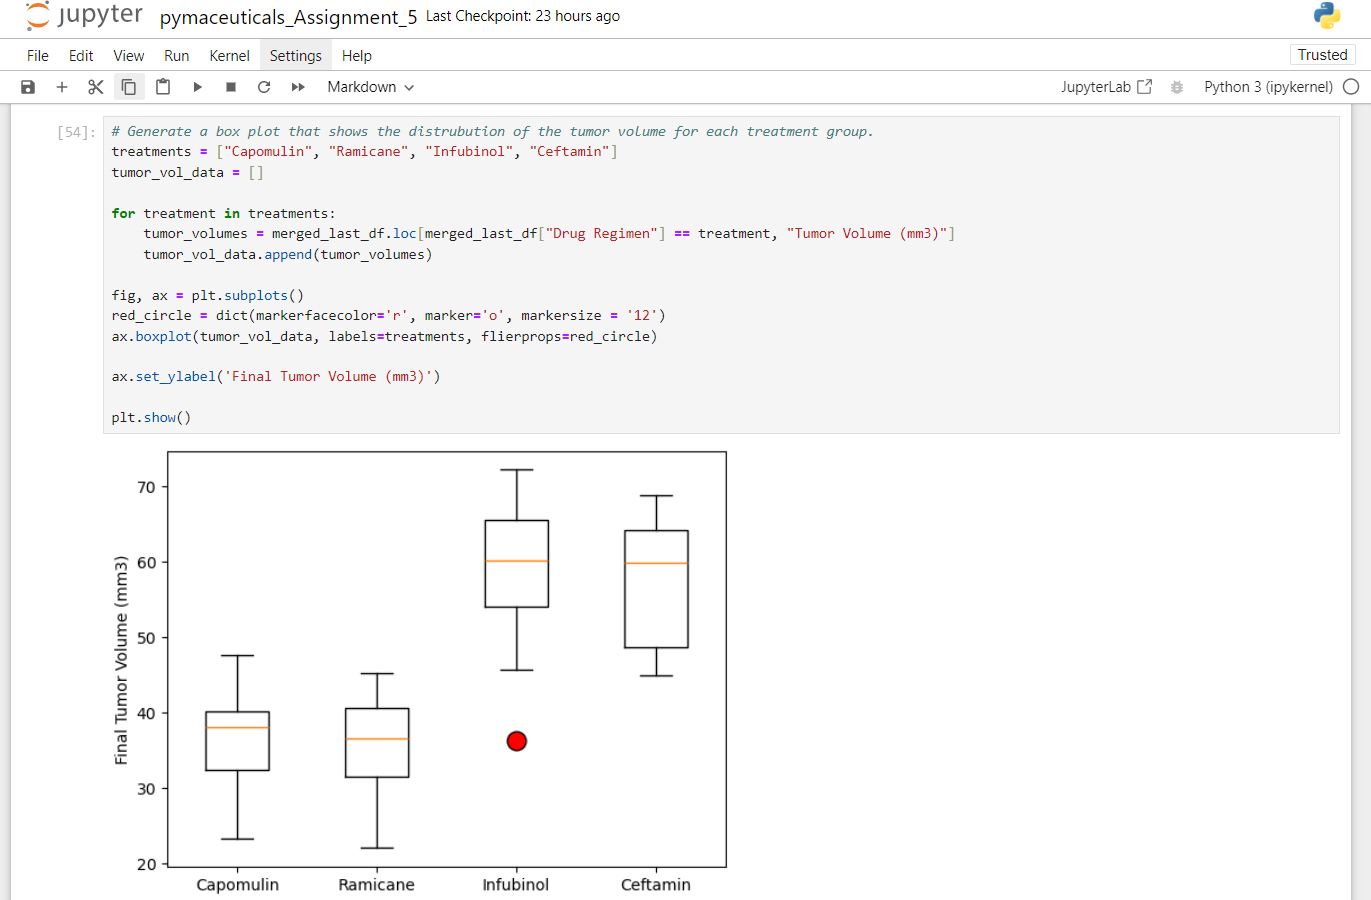 jupyter pymaceuticals_Assignment_5 Last Checkpoint: 23 hours ago
File Edit View Run Kernel Settings Help Trusted
Markdown JupyterLab Python 3 (ipykernel)
[54]: # Generate a box plot that shows the distrubution of the tumor volume for each treatment group.
treatments = ["Capomulin", "Ramicane", "Infubinol", "Ceftamin"]
tumor_vol_data = []
for treatment in treatments:
    tumor_volumes = merged_last_df.loc[merged_last_df["Drug Regimen"] == treatment, "Tumor Volume (mm3)"]
    tumor_vol_data.append(tumor_volumes)
fig, ax = plt.subplots()
red_circle = dict(markerfacecolor='r', marker='o', markersize = '12')
ax.boxplot(tumor_vol_data, labels=treatments, flierprops=red_circle)
ax.set_ylabel('Final Tumor Volume (mm3)')
plt.show()
Final Tumor Volume (mm3)
70
60
50
40
30
20
Capomulin Ramicane Infubinol Ceftamin